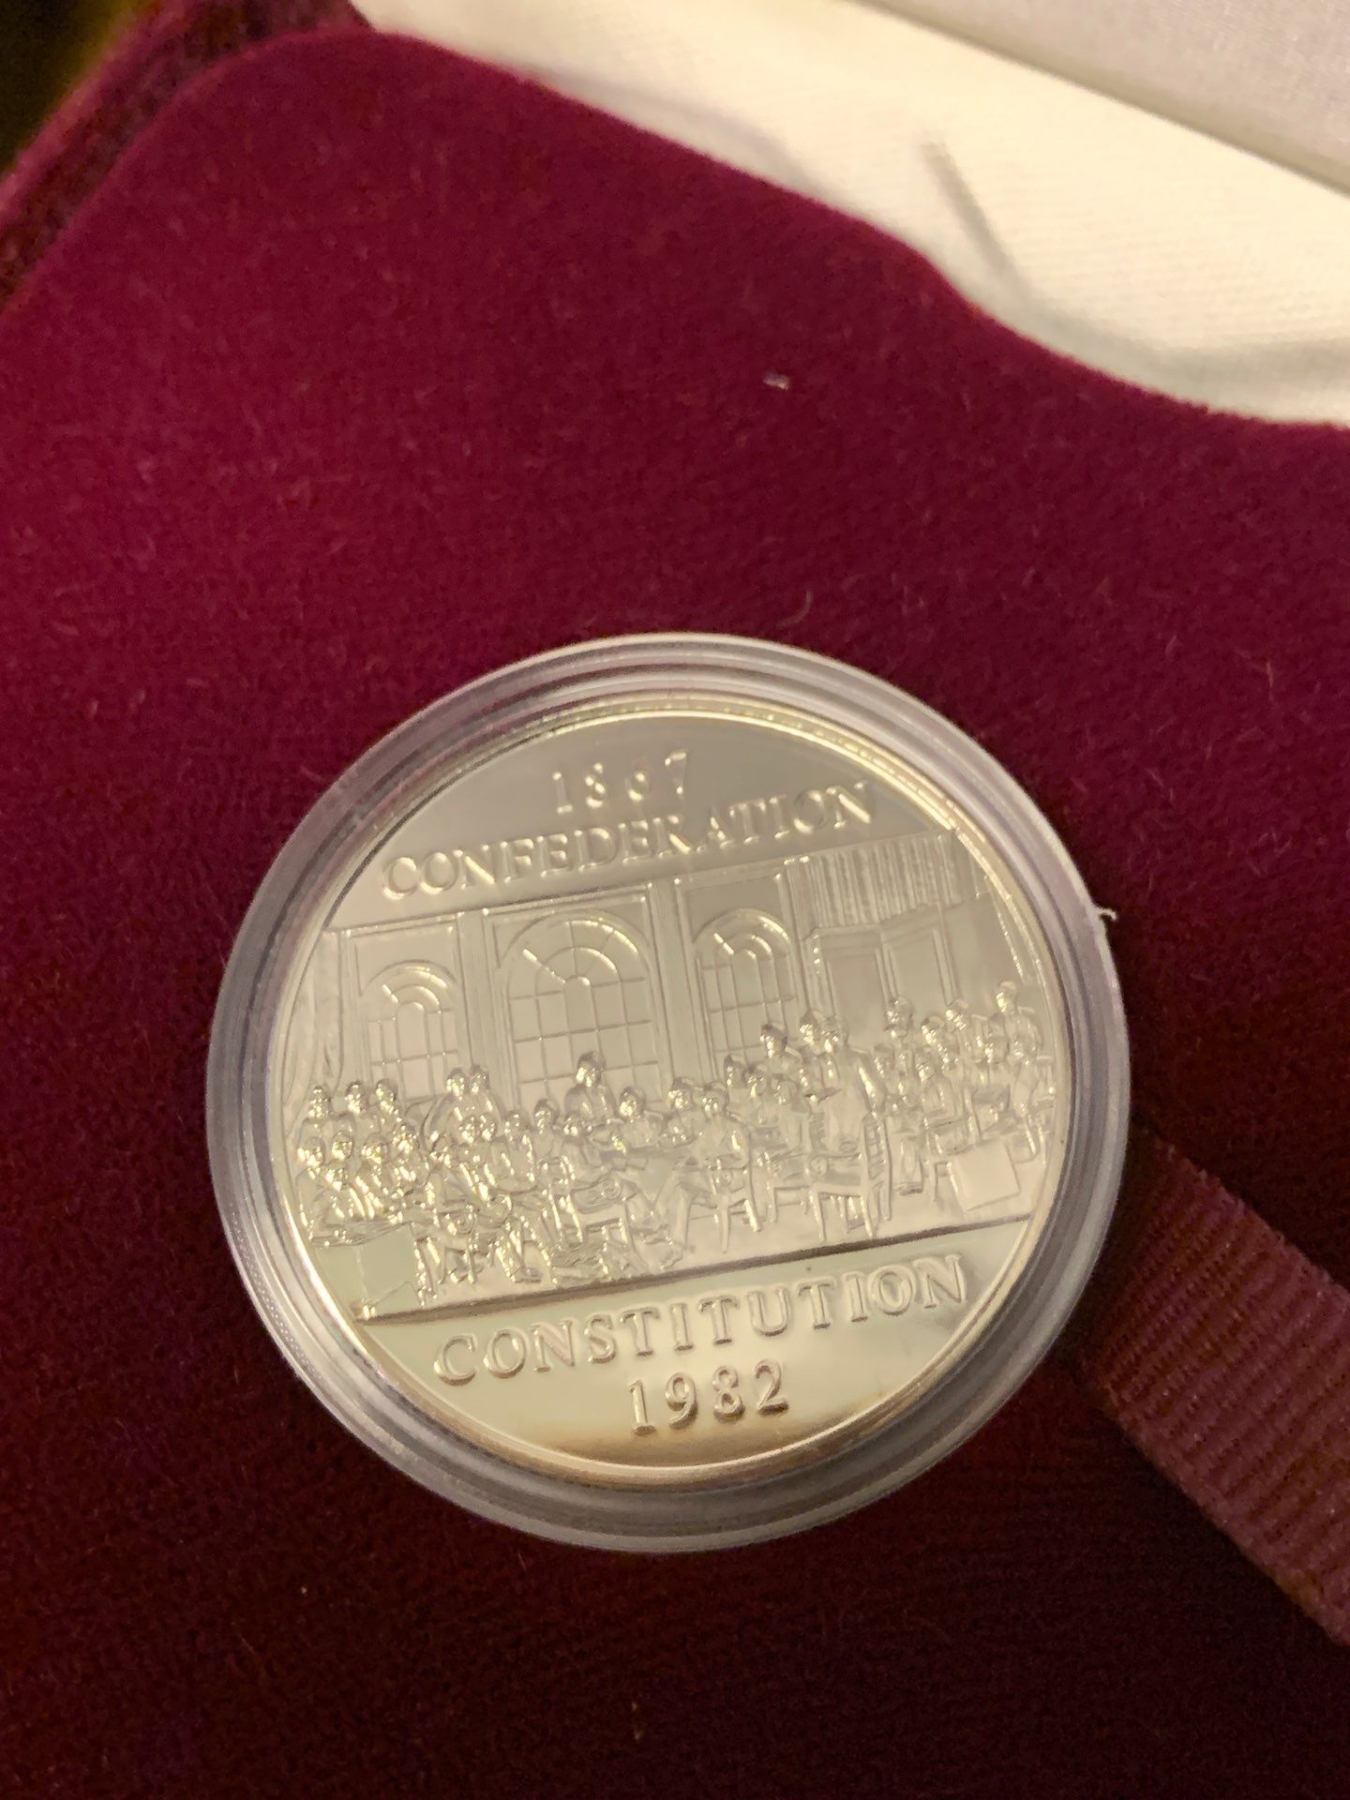 1867
CONFEDERATION
CONSTITUTION
1982